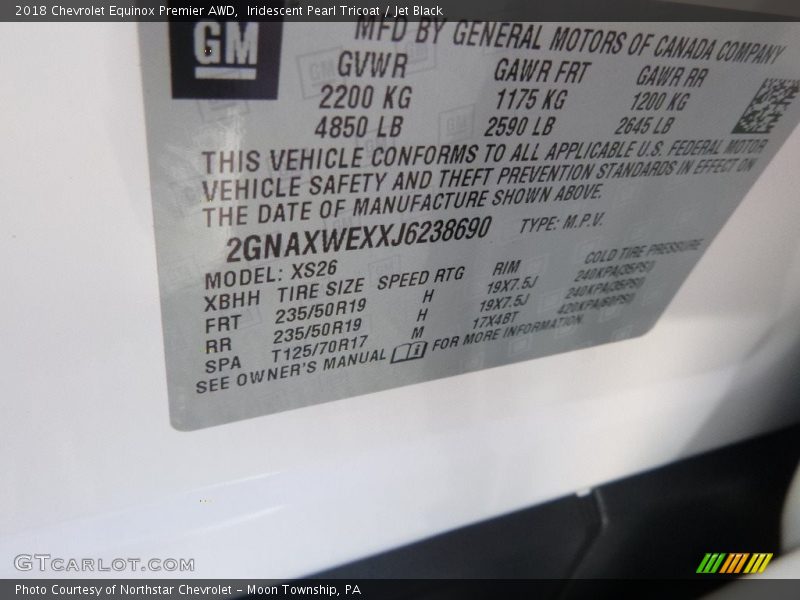 2018 Chevrolet Equinox Premier AWD, Iridescent Pearl Tricoat / Jet Black
GM
MFD BY GENERAL MOTORS OF CANADA COMPANY
GVWR GAWR FRT GAWR RR
2200 KG 1175 KG 1200 KG
4850 LB 2590 LB 2645 LB
THIS VEHICLE CONFORMS TO ALL APPLICABLE U.S. FEDERAL MOTOR
VEHICLE SAFETY AND THEFT PREVENTION STANDARDS IN EFFECT ON
THE DATE OF MANUFACTURE SHOWN ABOVE.
2GNAXWEXXJ6238690 TYPE: M.P.V.
MODEL: XS26
XBHH TIRE SIZE SPEED RTG RIM COLD TIRE PRESSURE
FRT 235/50R19 H 19X7.5J 240KPA(35PSI)
RR 235/50R19 H 19X7.5J 240KPA(35PSI)
SPA T125/70R17 M 17X4BT 420KPA(60PSI)
SEE OWNER'S MANUAL FOR MORE INFORMATION.
GTCARLOT.COM
Photo Courtesy of Northstar Chevrolet – Moon Township, PA